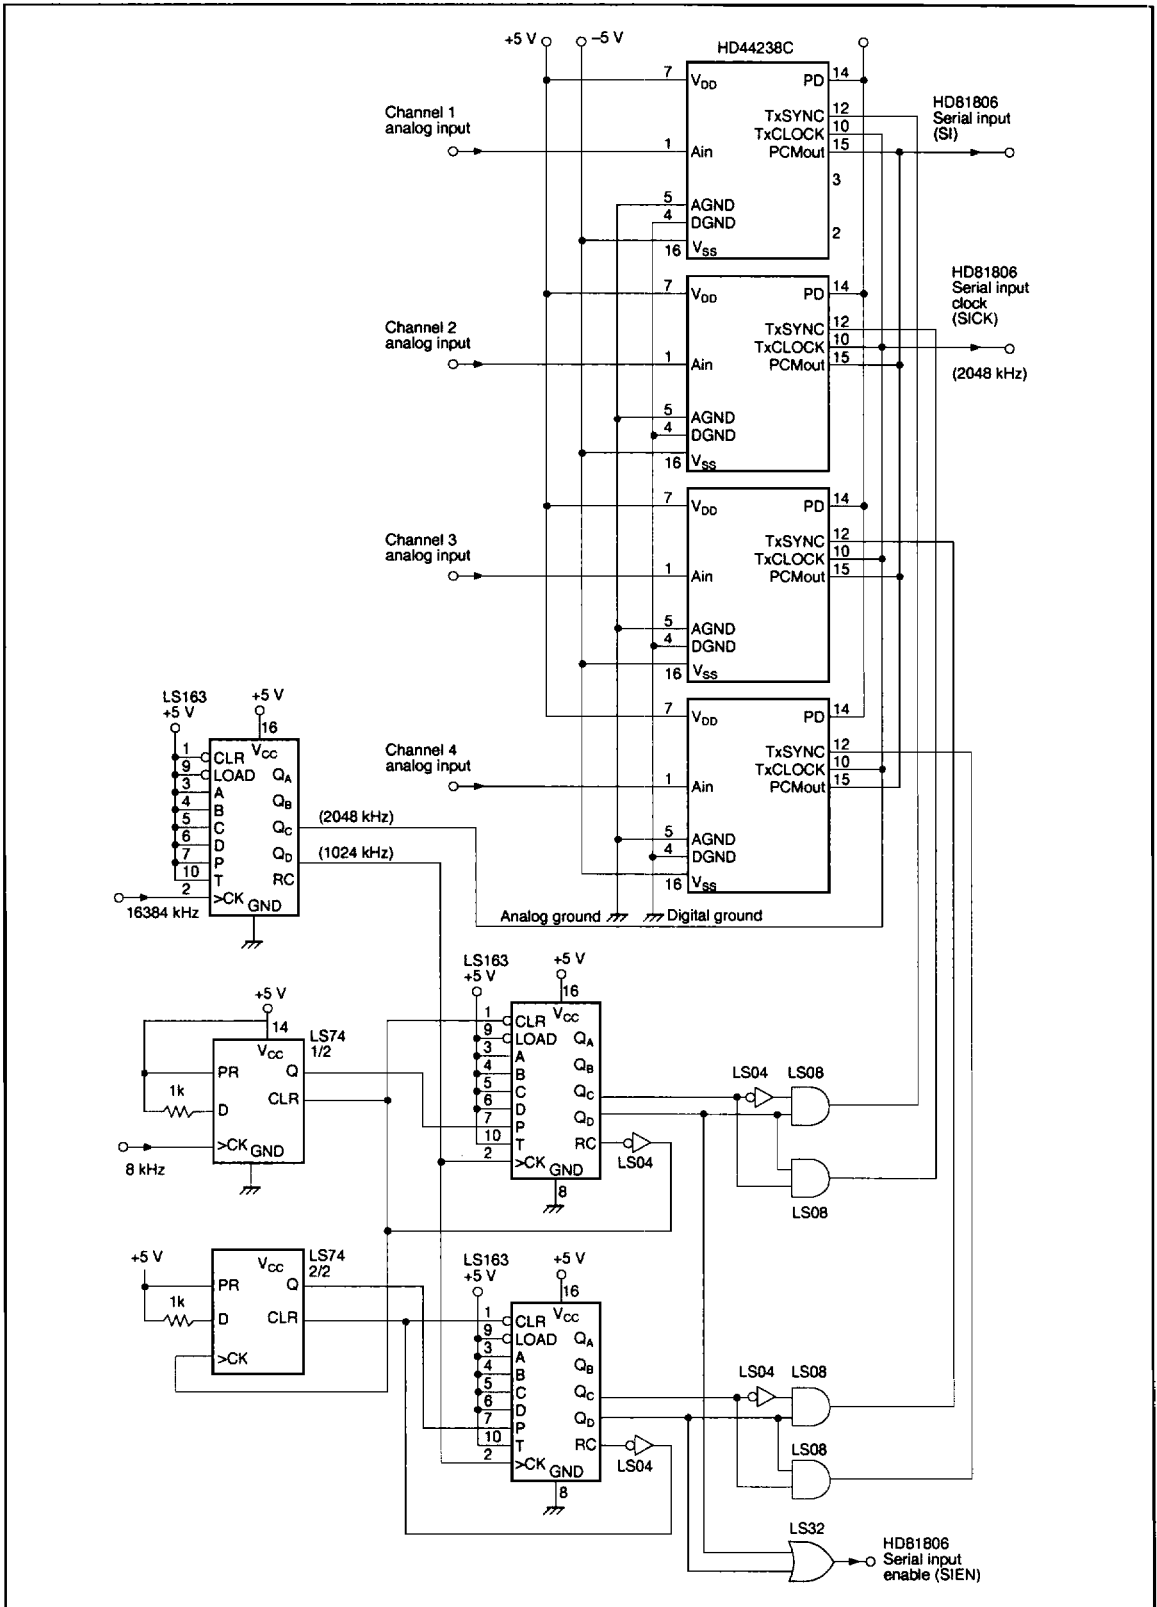 +5 V
–5 V
HD44238C
7
VDD
PD
14
TxSYNC
12
TxCLOCK
10
PCMout
15
Channel 1
analog input
1
Ain
3
5
AGND
4
DGND
2
16
VSS
HD81806
Serial input
(SI)
7
VDD
PD
14
TxSYNC
12
TxCLOCK
10
PCMout
15
Channel 2
analog input
1
Ain
5
AGND
4
DGND
16
VSS
HD81806
Serial input
clock
(SICK)
(2048 kHz)
7
VDD
PD
14
TxSYNC
12
TxCLOCK
10
PCMout
15
Channel 3
analog input
1
Ain
5
AGND
4
DGND
16
VSS
7
VDD
PD
14
TxSYNC
12
TxCLOCK
10
PCMout
15
Channel 4
analog input
1
Ain
5
AGND
4
DGND
16
VSS
Analog ground
Digital ground
LS163
+5 V
+5 V
16
VCC
1
CLR
9
LOAD
3
A
4
B
5
C
6
D
7
P
10
T
2
>CK
GND
QA
QB
QC
QD
RC
(2048 kHz)
(1024 kHz)
16384 kHz
+5 V
14
LS74
1/2
VCC
PR
Q
CLR
1k
D
>CK
GND
8 kHz
LS163
+5 V
+5 V
16
VCC
1
CLR
9
LOAD
3
A
4
B
5
C
6
D
7
P
10
T
2
>CK
GND
8
QA
QB
QC
QD
RC
LS04
LS04
LS08
LS08
+5 V
LS74
2/2
VCC
PR
Q
CLR
1k
D
>CK
LS163
+5 V
+5 V
16
VCC
1
CLR
9
LOAD
3
A
4
B
5
C
6
D
7
P
10
T
2
>CK
GND
8
QA
QB
QC
QD
RC
LS04
LS04
LS08
LS08
LS32
HD81806
Serial input
enable (SIEN)